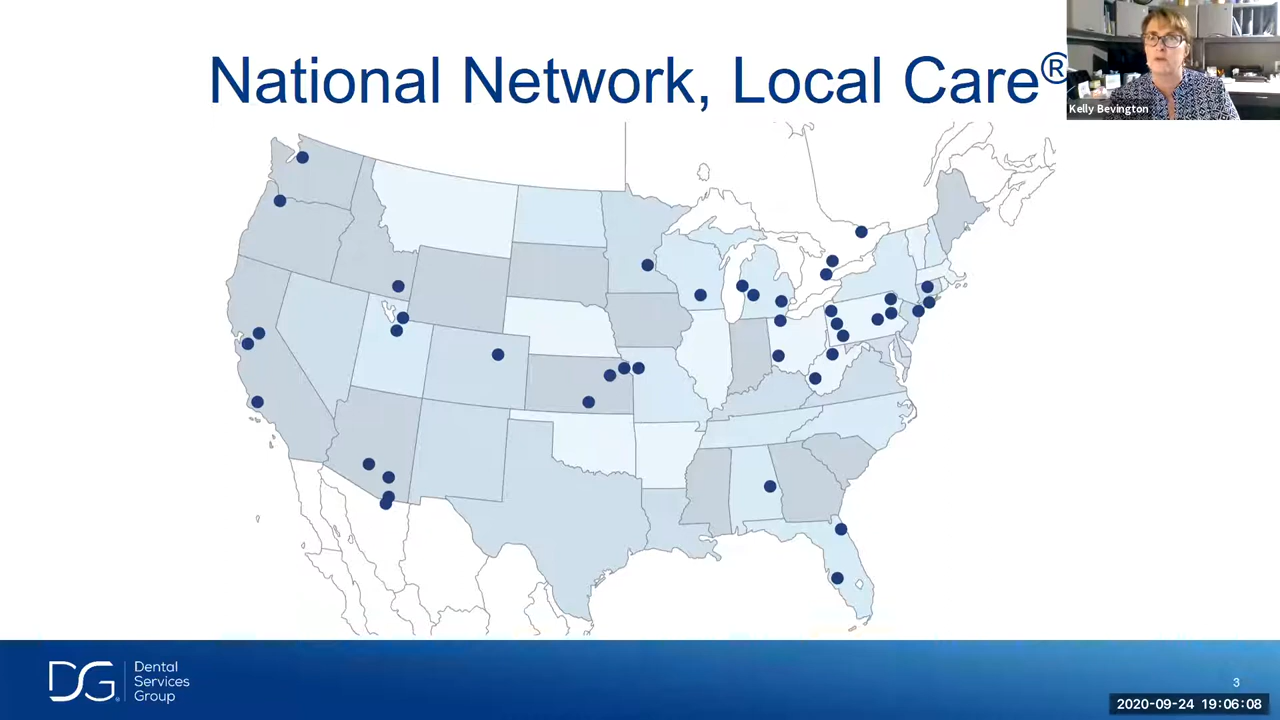 National Network, Local Care®
Kelly Bevington
DG® Dental
Services
Group
3
2020-09-24 19:06:08